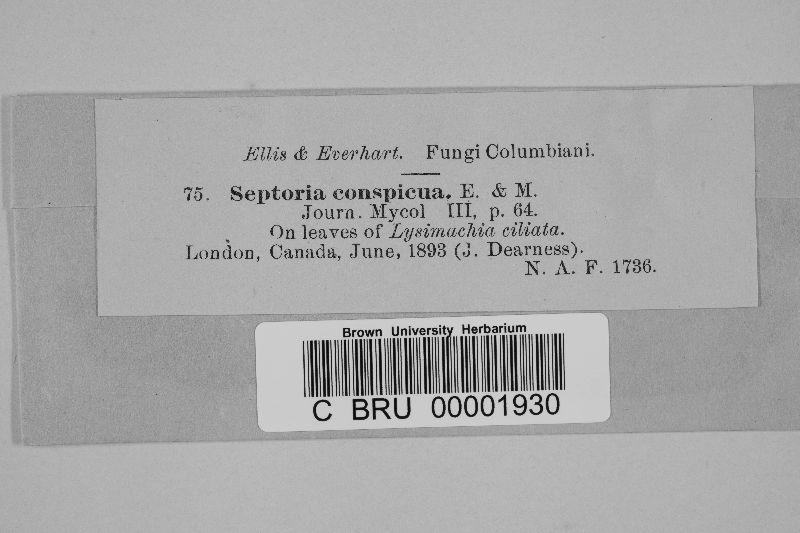 Ellis & Everhart. Fungi Columbiani.
75. Septoria conspicua. E. & M.
Journ. Mycol III, p. 64.
On leaves of Lysimachia ciliata.
London, Canada, June, 1893 (J. Dearness).
N. A. F. 1736.
Brown University Herbarium
C BRU 00001930